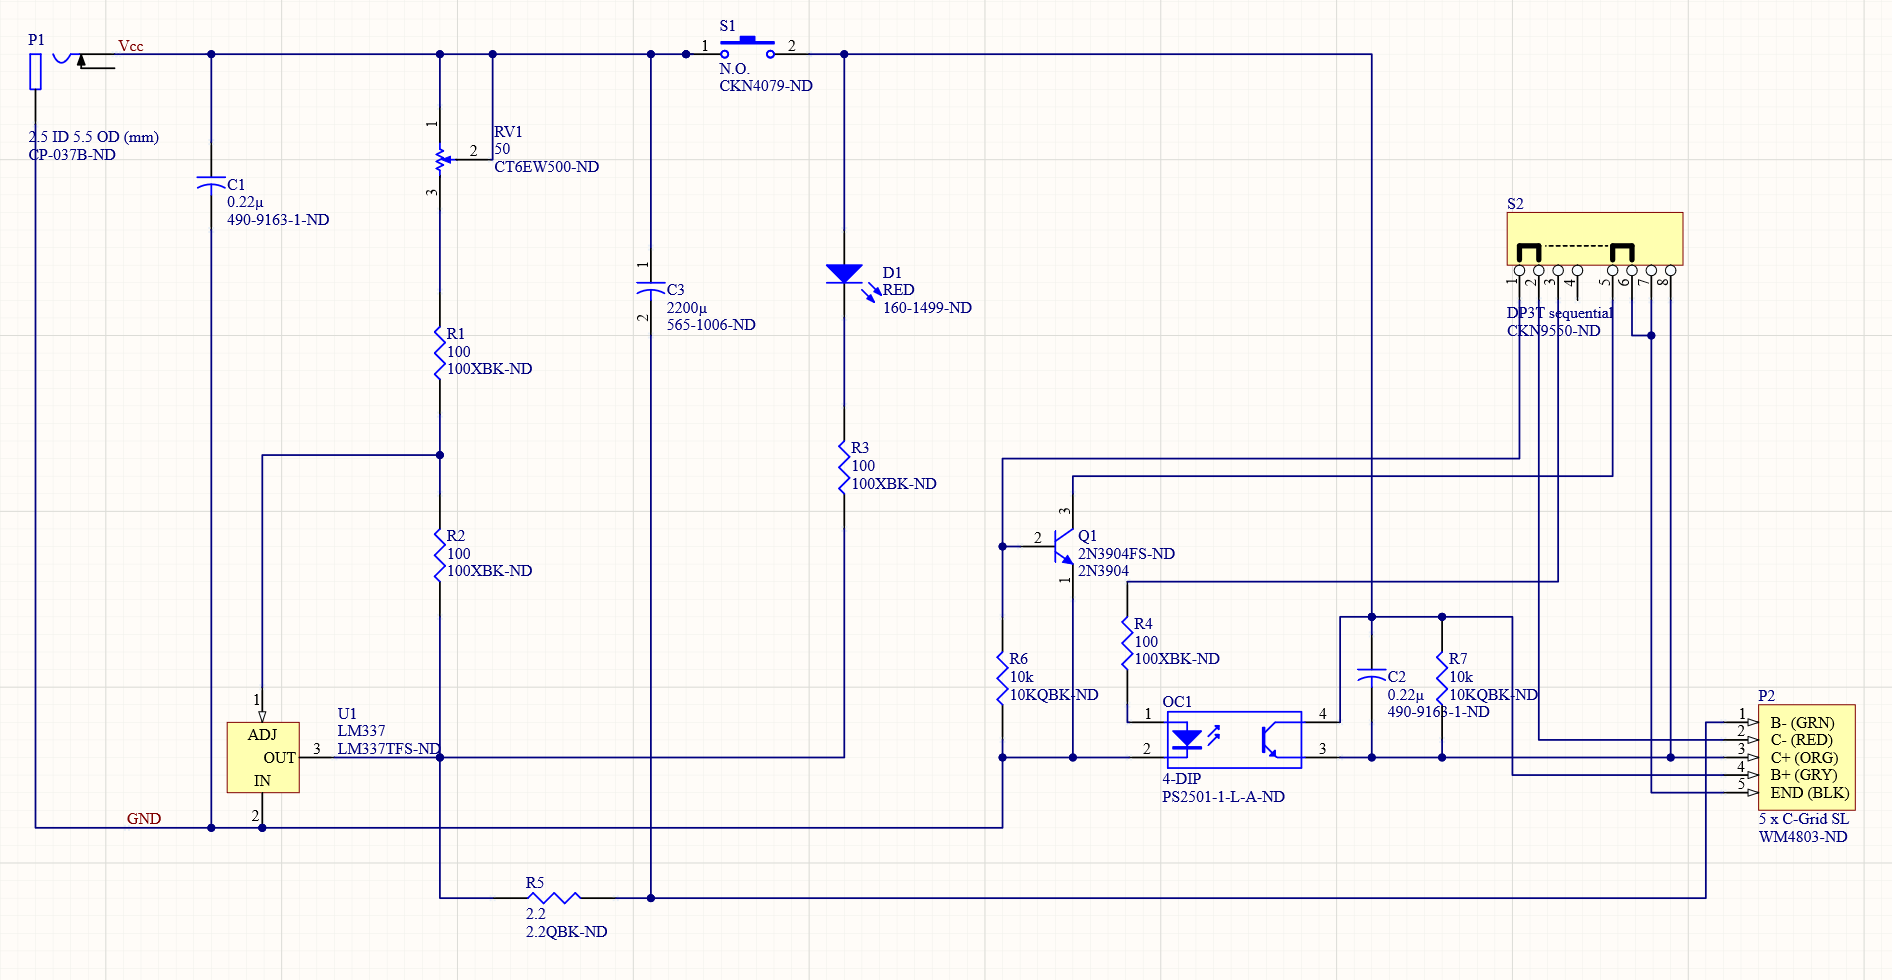 P1
Vcc
2.5 ID 5.5 OD (mm)
CP-037B-ND
C1
0.22µ
490-9163-1-ND
1
2
3
RV1
50
CT6EW500-ND
R1
100
100XBK-ND
R2
100
100XBK-ND
1
ADJ
OUT
IN
2
3
U1
LM337
LM337TFS-ND
GND
R5
2.2
2.2QBK-ND
1
2
C3
2200µ
565-1006-ND
S1
1
2
N.O.
CKN4079-ND
D1
RED
160-1499-ND
R3
100
100XBK-ND
S2
1
2
3
4
5
6
7
8
DP3T sequential
CKN9550-ND
3
2
1
Q1
2N3904FS-ND
2N3904
R6
10k
10KQBK-ND
R4
100
100XBK-ND
OC1
1
2
4
3
4-DIP
PS2501-1-L-A-ND
C2
0.22µ
490-9163-1-ND
R7
10k
10KQBK-ND
P2
1 B- (GRN)
2 C- (RED)
3 C+ (ORG)
4 B+ (GRY)
5 END (BLK)
5 x C-Grid SL
WM4803-ND